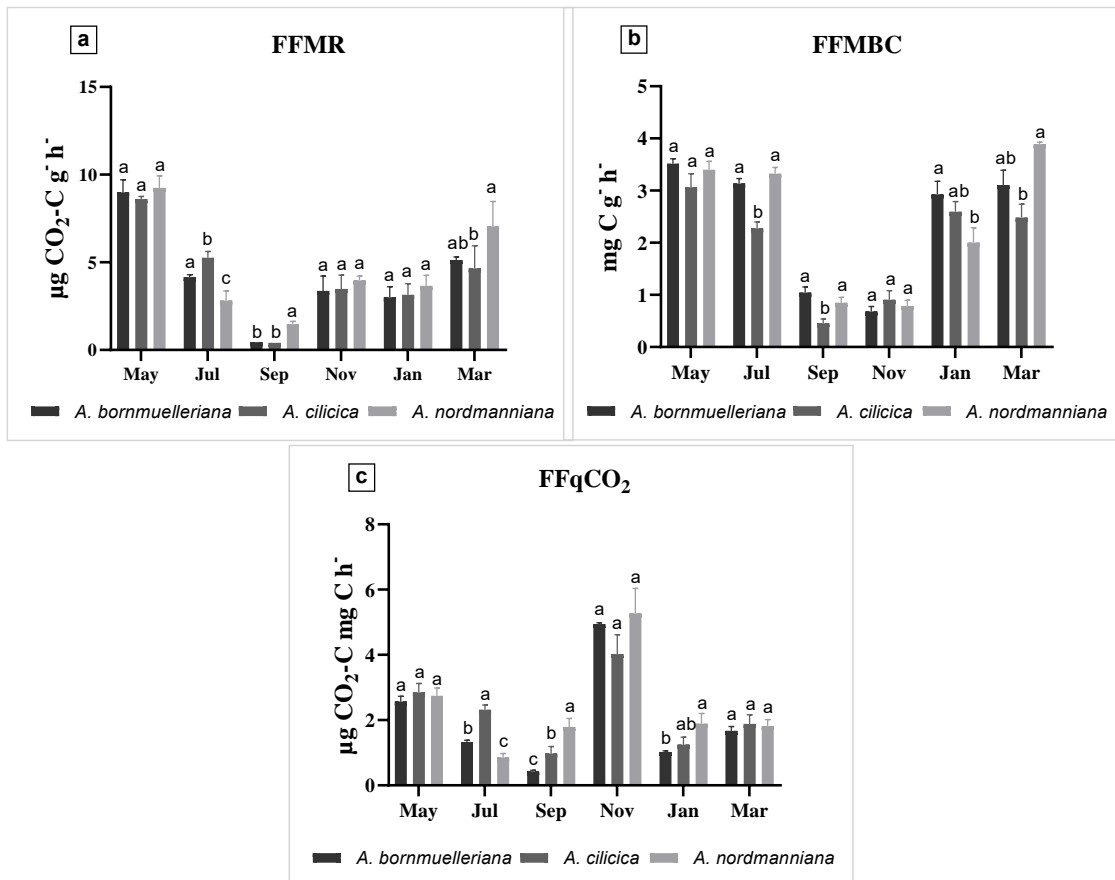 a
FFMR
µg CO₂-C g⁻ h⁻
15
10
5
0
a a a
a b c
b b a
a a a
a a a
ab b a
May Jul Sep Nov Jan Mar
A. bornmuelleriana A. cilicica A. nordmanniana
b
FFMBC
mg C g⁻ h⁻
5
4
3
2
1
0
a a a
a b a
a b a
a a a
a ab b
ab b a
May Jul Sep Nov Jan Mar
A. bornmuelleriana A. cilicica A. nordmanniana
c
FFqCO₂
µg CO₂-C mg C h⁻
8
6
4
2
0
a a a
b a c
c b a
a a a
b ab a
a a a
May Jul Sep Nov Jan Mar
A. bornmuelleriana A. cilicica A. nordmanniana